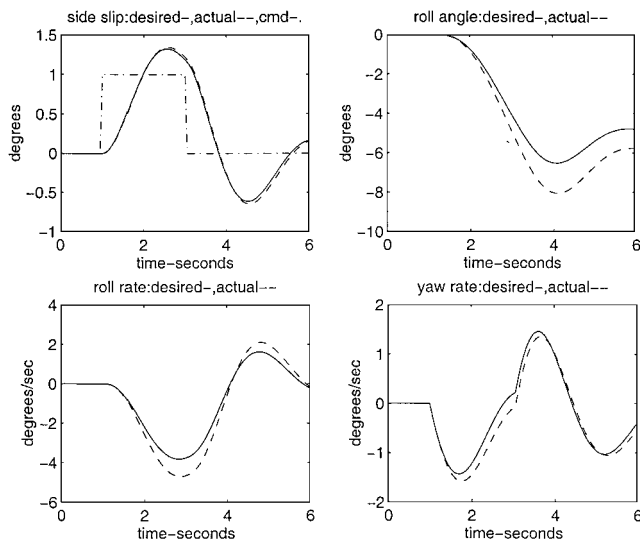 side slip:desired-,actual--,cmd-.
1.5
1
0.5
0
-0.5
-1
degrees
0 2 4 6
time-seconds
roll angle:desired-,actual--
0
-2
-4
-6
-8
-10
degrees
0 2 4 6
time-seconds
roll rate:desired-,actual--
4
2
0
-2
-4
-6
degrees/sec
0 2 4 6
time-seconds
yaw rate:desired-,actual--
2
1
0
-1
-2
degrees/sec
0 2 4 6
time-seconds